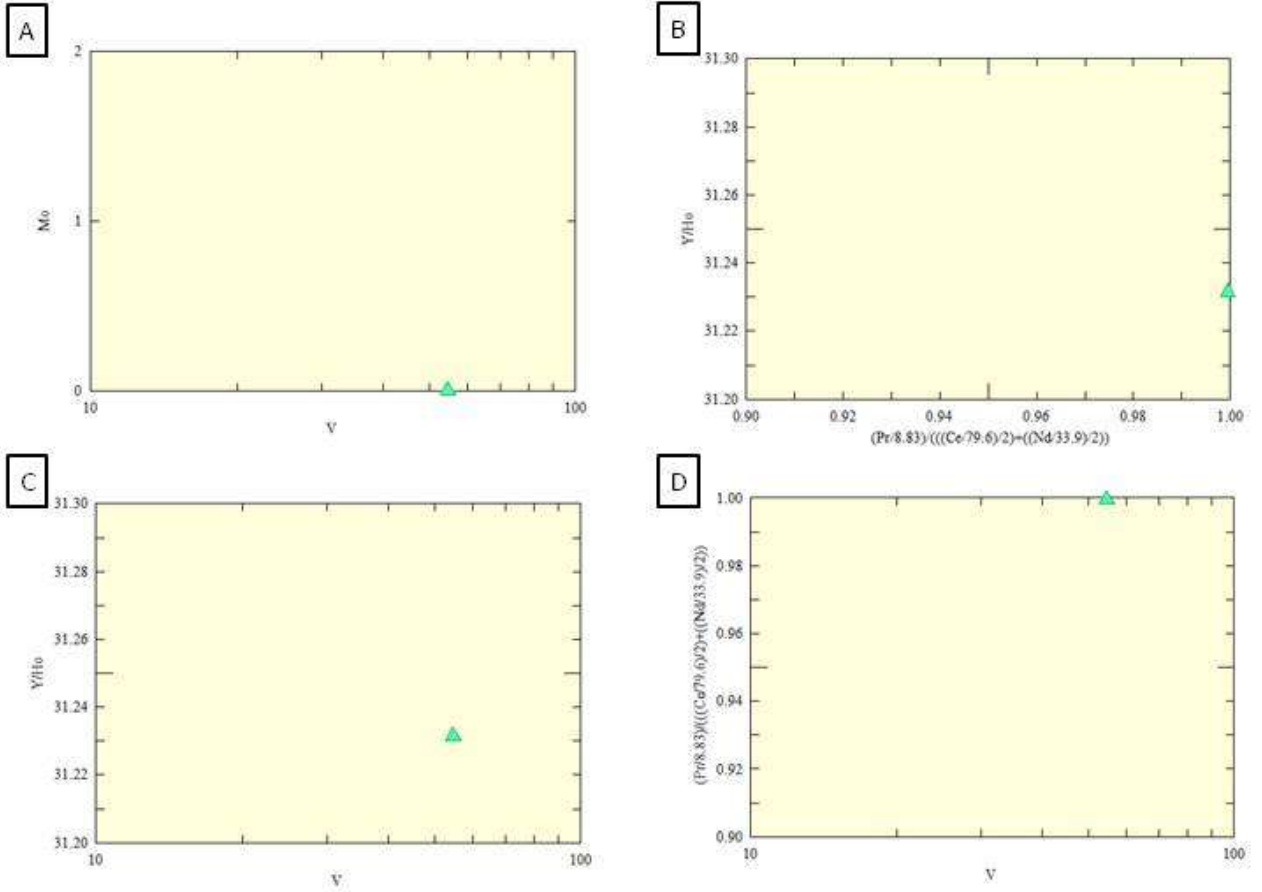 A
2
1
0
Mo
10
100
V
B
31.30
31.28
31.26
31.24
31.22
31.20
Y/Ho
0.90
0.92
0.94
0.96
0.98
1.00
(Pr/8.83)/(((Ce/79.6)/2)+((Nd/33.9)/2))
C
31.30
31.28
31.26
31.24
31.22
31.20
Y/Ho
10
100
V
D
1.00
0.98
0.96
0.94
0.92
0.90
(Pr/8.83)/(((Ce/79.6)/2)+((Nd/33.9)/2))
10
100
V